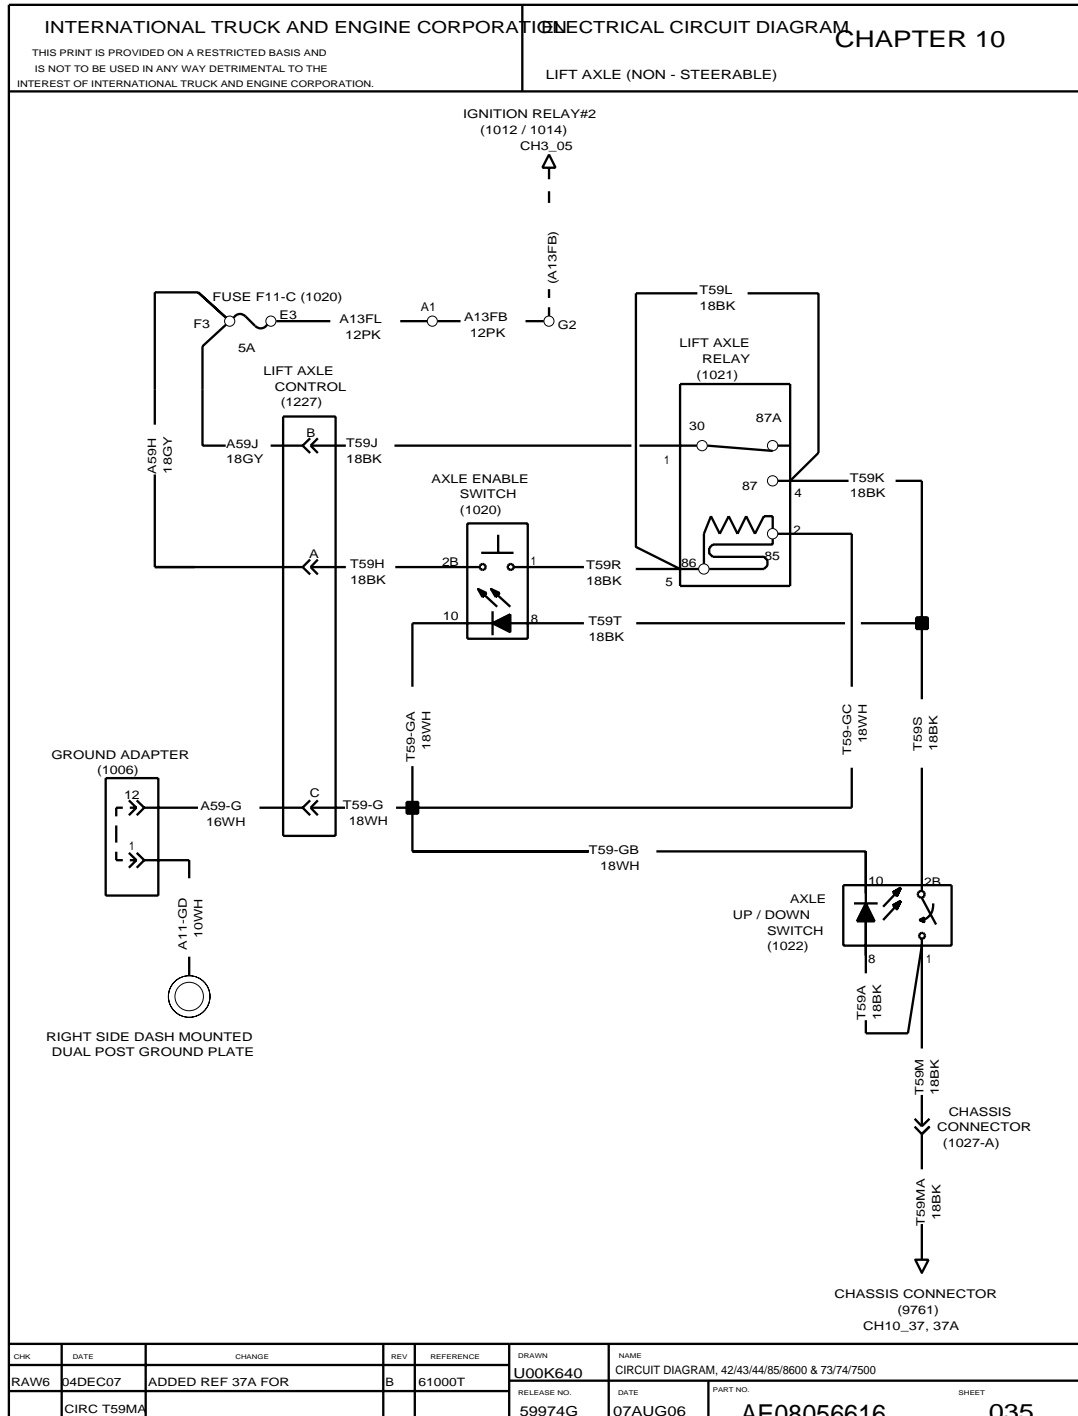 INTERNATIONAL TRUCK AND ENGINE CORPORATION
THIS PRINT IS PROVIDED ON A RESTRICTED BASIS AND
IS NOT TO BE USED IN ANY WAY DETRIMENTAL TO THE
INTEREST OF INTERNATIONAL TRUCK AND ENGINE CORPORATION.
ELECTRICAL CIRCUIT DIAGRAM
CHAPTER 10
LIFT AXLE (NON - STEERABLE)
IGNITION RELAY#2
(1012 / 1014)
CH3_05
(A13FB)
FUSE F11-C (1020)
F3
E3
5A
A13FL
12PK
A1
A13FB
12PK
G2
T59L
18BK
LIFT AXLE
RELAY
(1021)
30
87A
1
87
4
2
85
86
5
LIFT AXLE
CONTROL
(1227)
A59H
18GY
A59J
18GY
B
T59J
18BK
AXLE ENABLE
SWITCH
(1020)
A
T59H
18BK
2B
1
T59R
18BK
10
8
T59T
18BK
T59K
18BK
T59-GA
18WH
T59-GC
18WH
T59S
18BK
GROUND ADAPTER
(1006)
12
1
A59-G
16WH
C
T59-G
18WH
T59-GB
18WH
A11-GD
10WH
RIGHT SIDE DASH MOUNTED
DUAL POST GROUND PLATE
AXLE
UP / DOWN
SWITCH
(1022)
10
2B
8
1
T59A
18BK
T59M
18BK
CHASSIS
CONNECTOR
(1027-A)
T59MA
18BK
CHASSIS CONNECTOR
(9761)
CH10_37, 37A
CHK
DATE
CHANGE
REV
REFERENCE
RAW6
04DEC07
ADDED REF 37A FOR
B
61000T
CIRC T59MA
DRAWN
U00K640
NAME
CIRCUIT DIAGRAM, 42/43/44/85/8600 & 73/74/7500
RELEASE NO.
59974G
DATE
07AUG06
PART NO.
AE08056616
SHEET
035